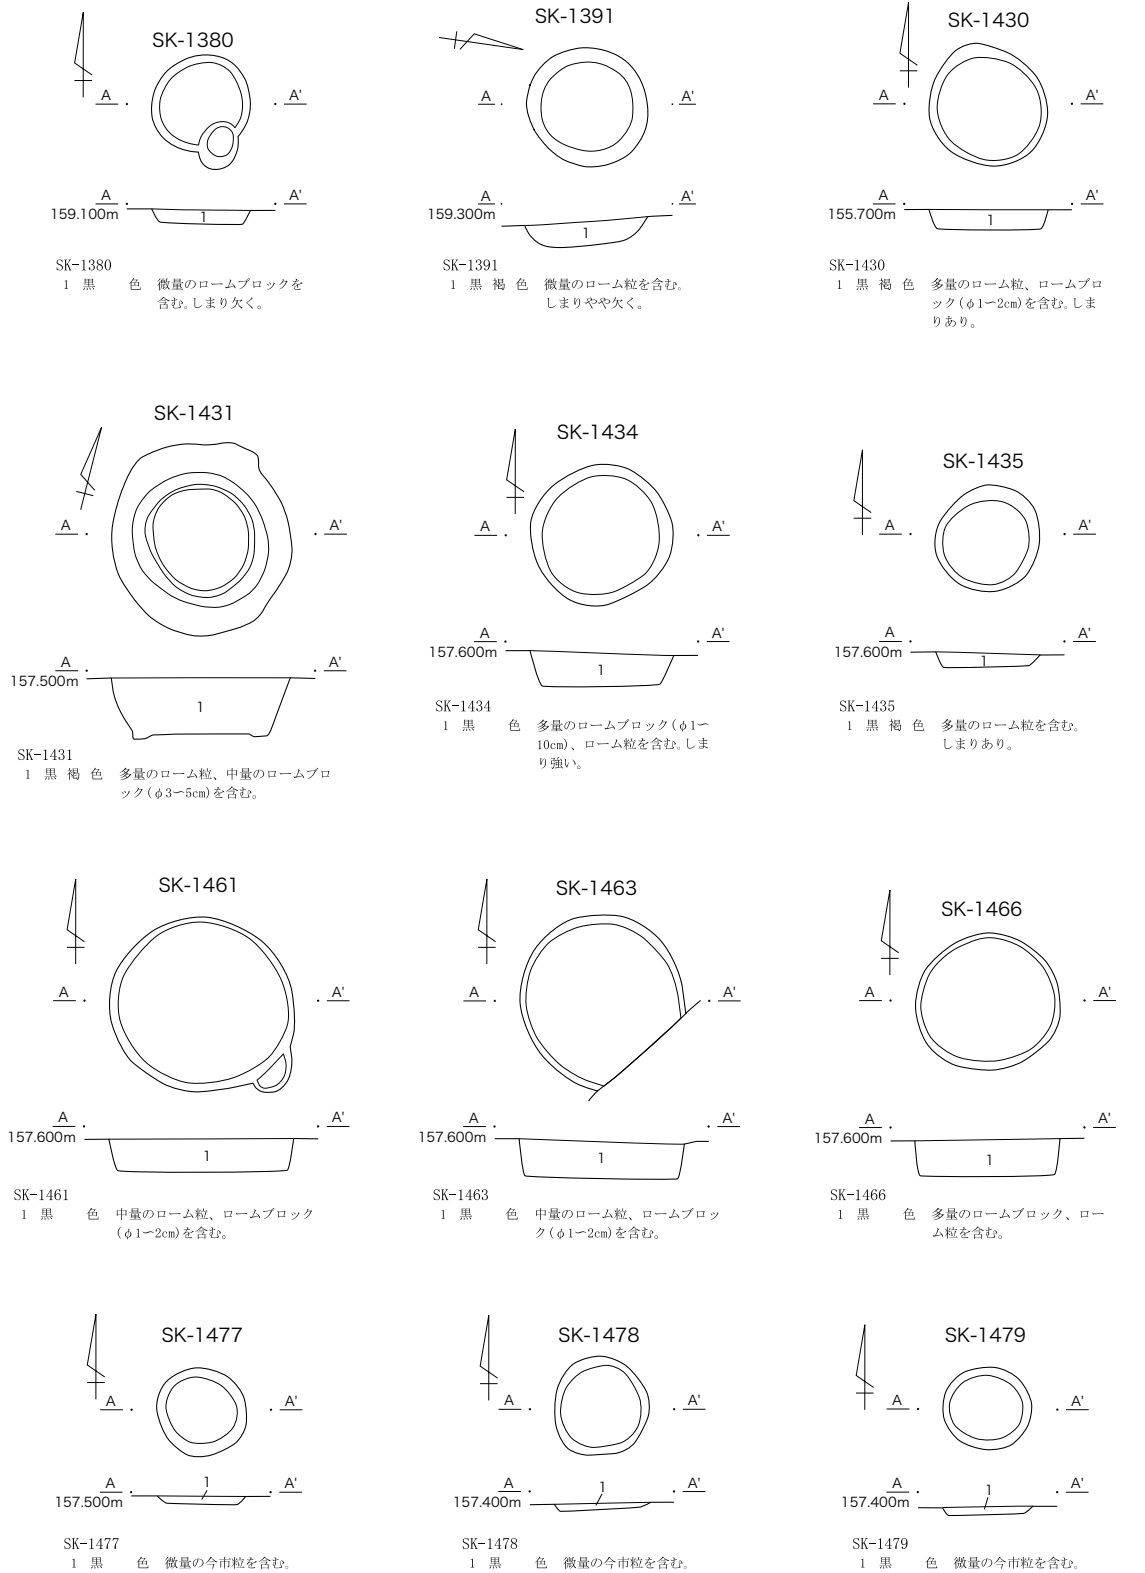 SK-1380
A A'
A A'
159.100m
1
SK-1380
1 黒 色 微量のロームブロックを
含む。しまり欠く。
SK-1391
A A'
A A'
159.300m
1
SK-1391
1 黒 褐 色 微量のローム粒を含む。
しまりやや欠く。
SK-1430
A A'
A A'
155.700m
1
SK-1430
1 黒 褐 色 多量のローム粒、ロームブロ
ック(φ1〜2cm)を含む。しま
りあり。
SK-1431
A A'
A A'
157.500m
1
SK-1431
1 黒 褐 色 多量のローム粒、中量のロームブロ
ック(φ3〜5cm)を含む。
SK-1434
A A'
A A'
157.600m
1
SK-1434
1 黒 色 多量のロームブロック(φ1〜
10cm)、ローム粒を含む。しま
り強い。
SK-1435
A A'
A A'
157.600m
1
SK-1435
1 黒 褐 色 多量のローム粒を含む。
しまりあり。
SK-1461
A A'
A A'
157.600m
1
SK-1461
1 黒 色 中量のローム粒、ロームブロック
(φ1〜2cm)を含む。
SK-1463
A A'
A A'
157.600m
1
SK-1463
1 黒 色 中量のローム粒、ロームブロッ
ク(φ1〜2cm)を含む。
SK-1466
A A'
A A'
157.600m
1
SK-1466
1 黒 色 多量のロームブロック、ロー
ム粒を含む。
SK-1477
A A'
A 1 A'
157.500m
SK-1477
1 黒 色 微量の今市粒を含む。
SK-1478
A A'
A 1 A'
157.400m
SK-1478
1 黒 色 微量の今市粒を含む。
SK-1479
A A'
A 1 A'
157.400m
SK-1479
1 黒 色 微量の今市粒を含む。